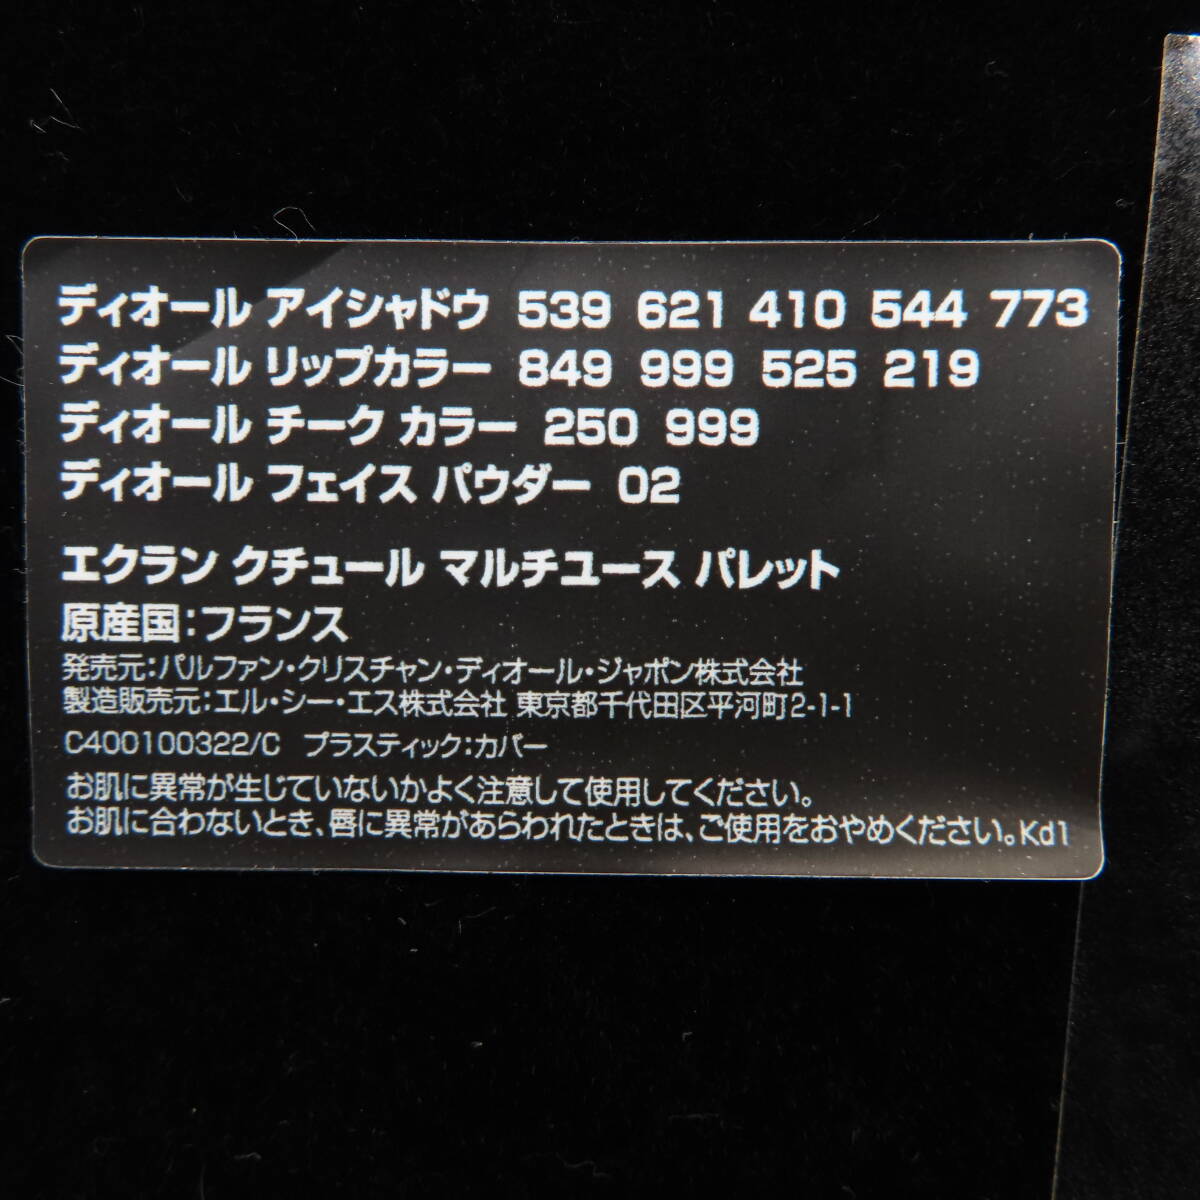 ディオール アイシャドウ 539 621 410 544 773
ディオール リップカラー 849 999 525 219
ディオール チーク カラー 250 999
ディオール フェイス パウダー 02
エクラン クチュール マルチユース パレット
原産国：フランス
発売元：パルファン・クリスチャン・ディオール・ジャポン株式会社
製造販売元：エル・シー・エス株式会社 東京都千代田区平河町2-1-1
C400100322/C プラスティック：カバー
お肌に異常が生じていないかよく注意して使用してください。
お肌に合わないとき、唇に異常があらわれたときは、ご使用をおやめください。Kd1